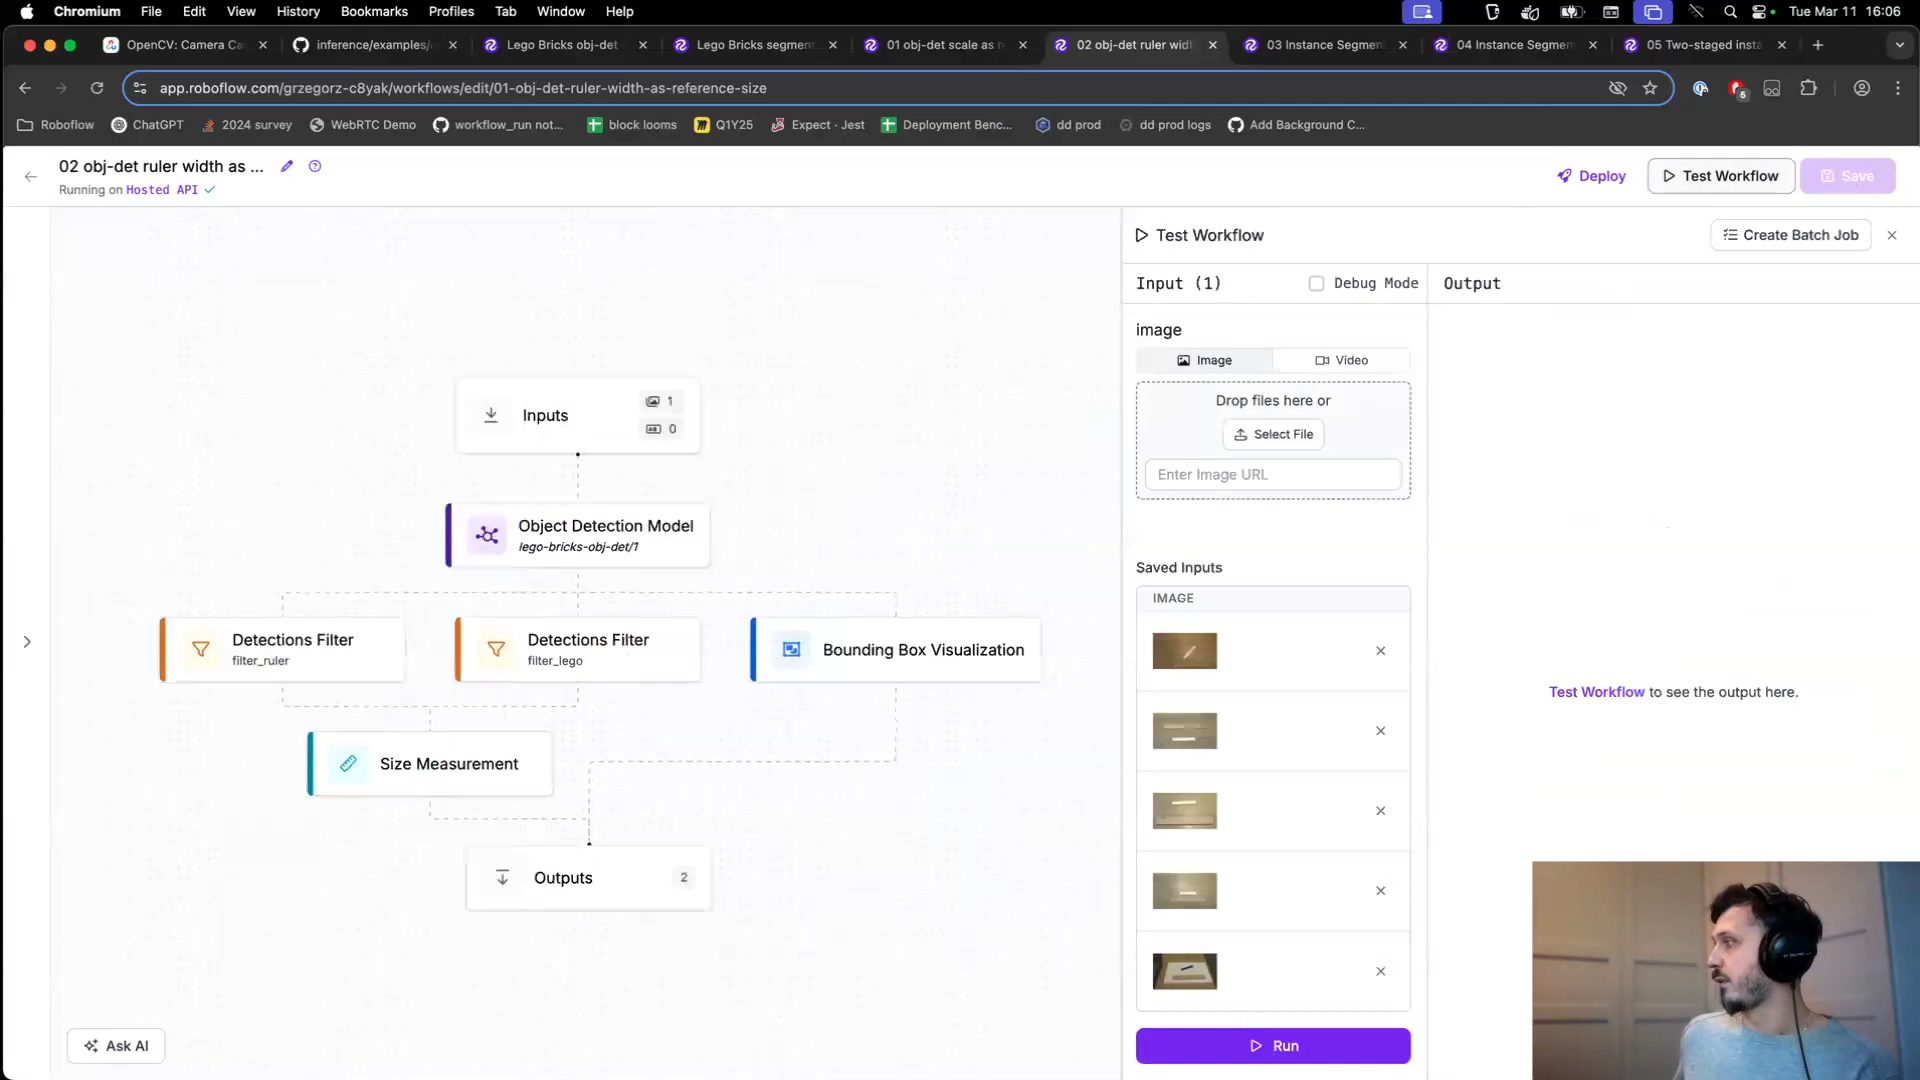 Chromium File Edit View History Bookmarks Profiles Tab Window Help Tue Mar 11 16:06
OpenCV: Camera Ca
inference/examples/
Lego Bricks obj-det
Lego Bricks segment
01 obj-det scale as r
02 obj-det ruler widt
03 Instance Segmen
04 Instance Segmen
05 Two-staged insta
app.roboflow.com/grzegorz-c8yak/workflows/edit/01-obj-det-ruler-width-as-reference-size
5
Roboflow ChatGPT 2024 survey WebRTC Demo workflow_run not... block looms Q1Y25 Expect - Jest Deployment Benc... dd prod dd prod logs Add Background C...
02 obj-det ruler width as ...
Running on Hosted API
Deploy
Test Workflow
Save
Test Workflow
Create Batch Job
Input (1)
Debug Mode
Output
image
Image
Video
Drop files here or
Select File
Enter Image URL
Saved Inputs
IMAGE
Run
Test Workflow to see the output here.
Inputs
1
0
Object Detection Model
lego-bricks-obj-det/1
Detections Filter
filter_ruler
Detections Filter
filter_lego
Bounding Box Visualization
Size Measurement
Outputs
2
Ask AI